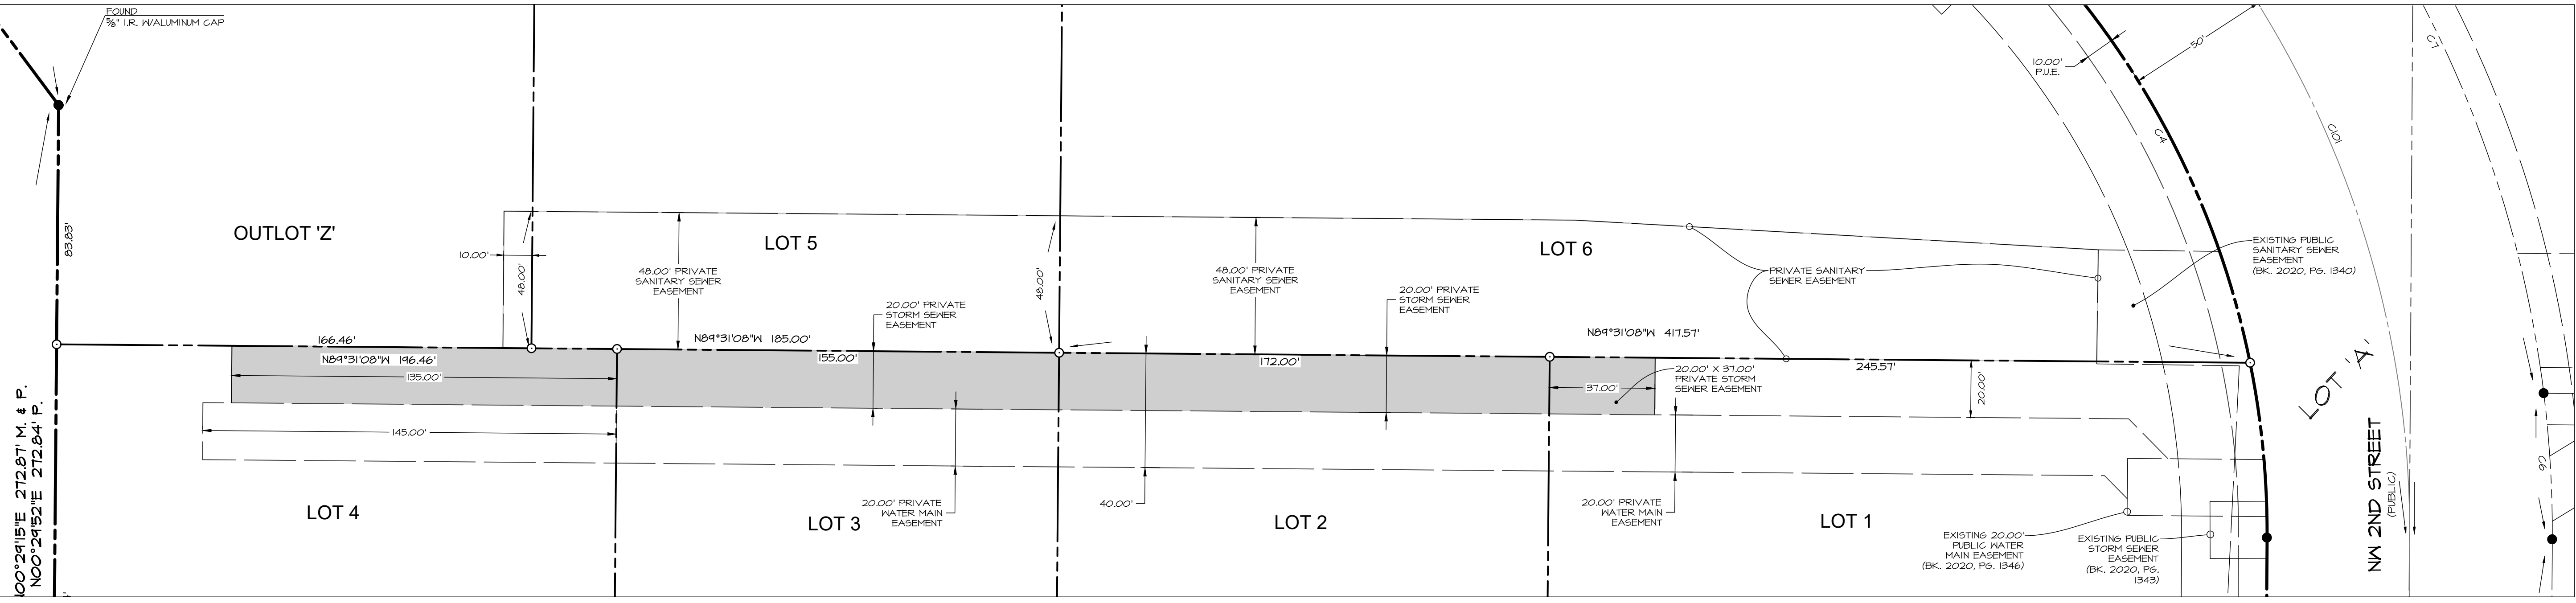 FOUND
⅝" I.R. W/ALUMINUM CAP
10.00'
P.U.E.
50'
C7
C4
C101
83.83'
OUTLOT 'Z'
10.00'
48.00'
LOT 5
48.00' PRIVATE
SANITARY SEWER
EASEMENT
20.00' PRIVATE
STORM SEWER
EASEMENT
48.00'
48.00' PRIVATE
SANITARY SEWER
EASEMENT
20.00' PRIVATE
STORM SEWER
EASEMENT
LOT 6
PRIVATE SANITARY
SEWER EASEMENT
EXISTING PUBLIC
SANITARY SEWER
EASEMENT
(BK. 2020, PG. 1340)
166.46'
N89°31'08"W 196.46'
N89°31'08"W 185.00'
155.00'
172.00'
N89°31'08"W 417.57'
245.57'
135.00'
37.00'
20.00' X 37.00'
PRIVATE STORM
SEWER EASEMENT
20.00'
145.00'
LOT 'A'
N00°29'15"E 272.87' M. & P.
N00°29'52"E 272.84' P.
LOT 4
LOT 3
20.00' PRIVATE
WATER MAIN
EASEMENT
40.00'
LOT 2
20.00' PRIVATE
WATER MAIN
EASEMENT
LOT 1
EXISTING 20.00'
PUBLIC WATER
MAIN EASEMENT
(BK. 2020, PG. 1346)
EXISTING PUBLIC
STORM SEWER
EASEMENT
(BK. 2020, PG.
1343)
NW 2ND STREET
(PUBLIC)
C6